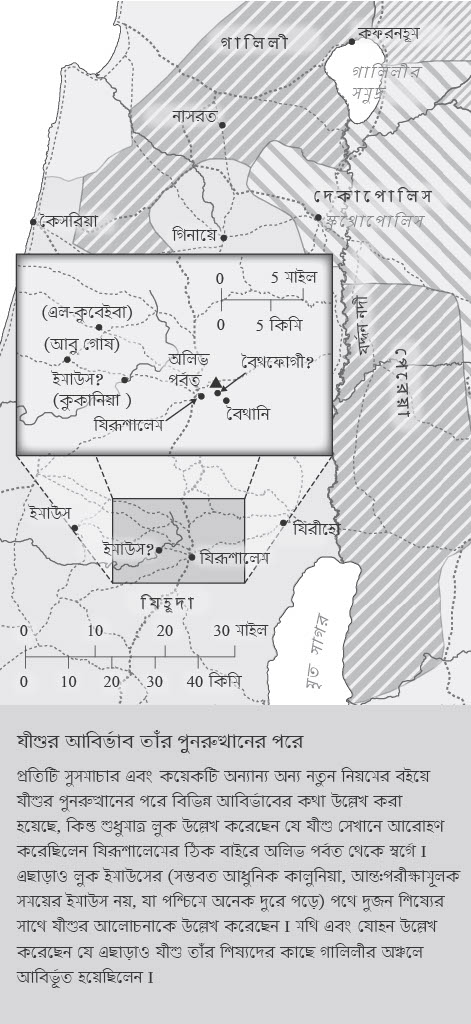 গালিলী
কফরনহূম
গালিলীর
সমুদ্র
নাসরত
দেকাপোলিস
স্কুথোপোলিস
কৈসরিয়া
গিনায়ে
0 5 মাইল
0 5 কিমি
(এল-কুবেইবা)
(আবু গোষ)
ইমাউস?
(কুকানিয়া )
অলিভ
পর্বত
বৈথফোগী?
যিরূশালেম
বৈথানি
যর্দ্দন নদী
পেরেয়া
ইমাউস
ইমাউস?
যিরূশালেম
যিরীহো
যিহূদা
0 10 20 30 মাইল
0 10 20 30 40 কিমি
মৃত সাগর
যীশুর আবির্ভাব তাঁর পুনরুত্থানের পরে
প্রতিটি সুসমাচার এবং কয়েকটি অন্যান্য অন্য নতুন নিয়মের বইয়ে
যীশুর পুনরুত্থানের পরে বিভিন্ন আবির্ভাবের কথা উল্লেখ করা
হয়েছে, কিন্ত শুধুমাত্র লুক উল্লেখ করেছেন যে যীশু সেখানে আরোহণ
করেছিলেন যিরূশালেমের ঠিক বাইরে অলিভ পর্বত থেকে স্বর্গে I
এছাড়াও লুক ইমাউসের (সম্ভবত আধুনিক কালুনিয়া, আন্তঃপরীক্ষামূলক
সময়ের ইমাউস নয়, যা পশ্চিমে অনেক দুরে পড়ে) পথে দুজন শিষ্যের
সাথে যীশুর আলোচনাকে উল্লেখ করেছেন I মথি এবং যোহন উল্লেখ
করেছেন যে এছাড়াও যীশু তাঁর শিষ্যদের কাছে গালিলীর অঞ্চলে
আবির্ভূত হয়েছিলেন I